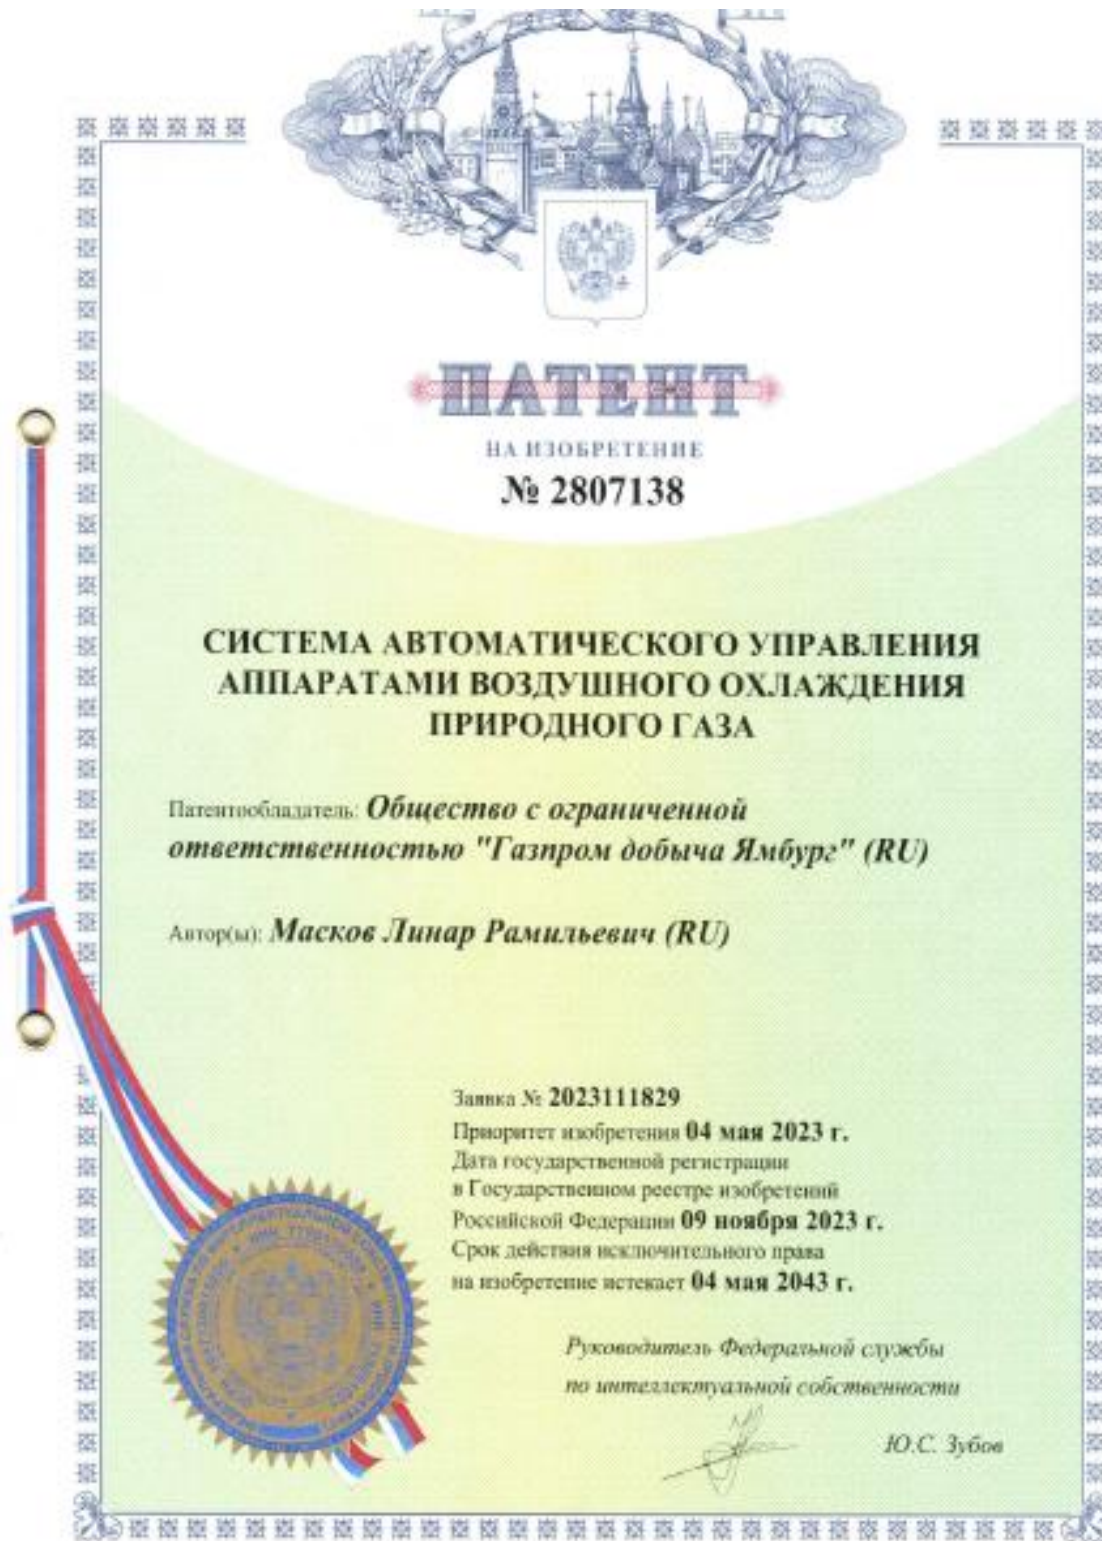 ПАТЕНТ
НА ИЗОБРЕТЕНИЕ
№ 2807138
СИСТЕМА АВТОМАТИЧЕСКОГО УПРАВЛЕНИЯ
АППАРАТАМИ ВОЗДУШНОГО ОХЛАЖДЕНИЯ
ПРИРОДНОГО ГАЗА
Патентообладатель: Общество с ограниченной
ответственностью "Газпром добыча Ямбург" (RU)
Автор(ы): Масков Линар Рамильевич (RU)
Заявка № 2023111829
Приоритет изобретения 04 мая 2023 г.
Дата государственной регистрации
в Государственном реестре изобретений
Российской Федерации 09 ноября 2023 г.
Срок действия исключительного права
на изобретение истекает 04 мая 2043 г.
Руководитель Федеральной службы
по интеллектуальной собственности
Ю.С. Зубов